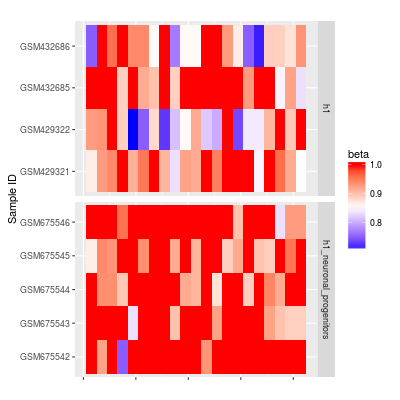 GSM432686
GSM432685
GSM429322
GSM429321
h1
GSM675546
GSM675545
GSM675544
GSM675543
GSM675542
h1_neuronal_progenitors
Sample ID
beta
1.0
0.9
0.8